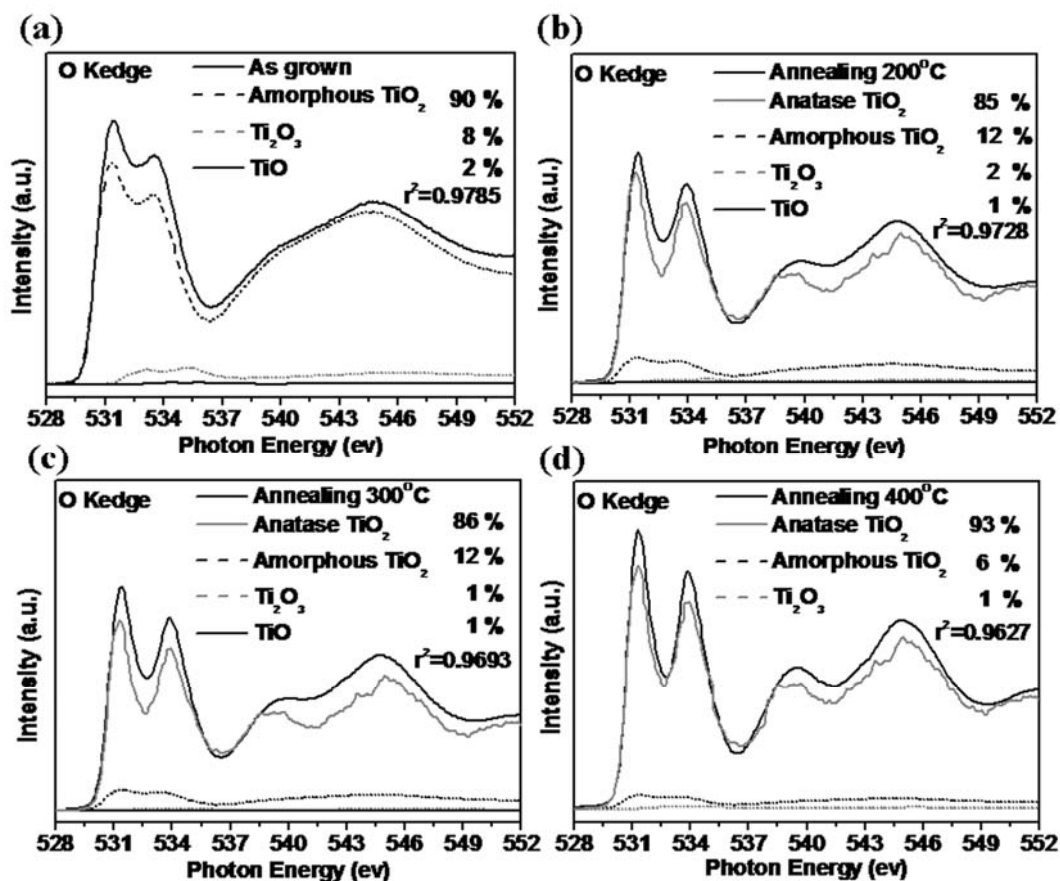 (a)
O Kedge
As grown
Amorphous TiO₂ 90 %
Ti₂O₃ 8 %
TiO 2 %
r²=0.9785
Intensity (a.u.)
528 531 534 537 540 543 546 549 552
Photon Energy (ev)
(b)
O Kedge
Annealing 200°C
Anatase TiO₂ 85 %
Amorphous TiO₂ 12 %
Ti₂O₃ 2 %
TiO 1 %
r²=0.9728
Intensity (a.u.)
528 531 534 537 540 543 546 549 552
Photon Energy (ev)
(c)
O Kedge
Annealing 300°C
Anatase TiO₂ 86 %
Amorphous TiO₂ 12 %
Ti₂O₃ 1 %
TiO 1 %
r²=0.9693
Intensity (a.u.)
528 531 534 537 540 543 546 549 552
Photon Energy (ev)
(d)
O Kedge
Annealing 400°C
Anatase TiO₂ 93 %
Amorphous TiO₂ 6 %
Ti₂O₃ 1 %
r²=0.9627
Intensity (a.u.)
528 531 534 537 540 543 546 549 552
Photon Energy (ev)